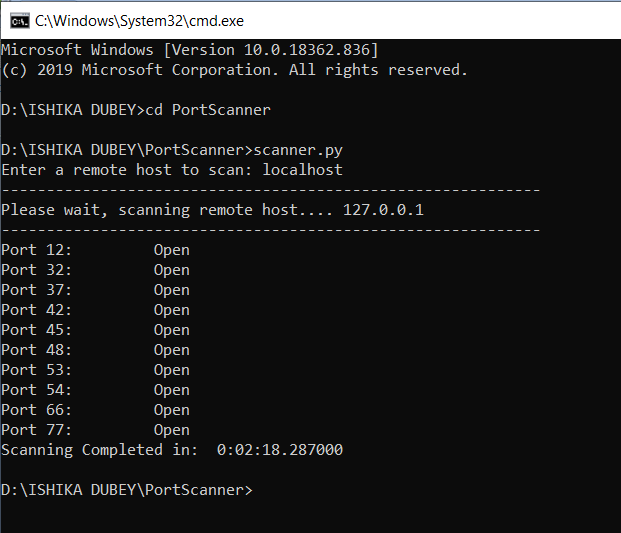 C:\Windows\System32\cmd.exe
Microsoft Windows [Version 10.0.18362.836]
(c) 2019 Microsoft Corporation. All rights reserved.
D:\ISHIKA DUBEY>cd PortScanner
D:\ISHIKA DUBEY\PortScanner>scanner.py
Enter a remote host to scan: localhost
------------------------------------------------------------
Please wait, scanning remote host.... 127.0.0.1
------------------------------------------------------------
Port 12:         Open
Port 32:         Open
Port 37:         Open
Port 42:         Open
Port 45:         Open
Port 48:         Open
Port 53:         Open
Port 54:         Open
Port 66:         Open
Port 77:         Open
Scanning Completed in:  0:02:18.287000
D:\ISHIKA DUBEY\PortScanner>